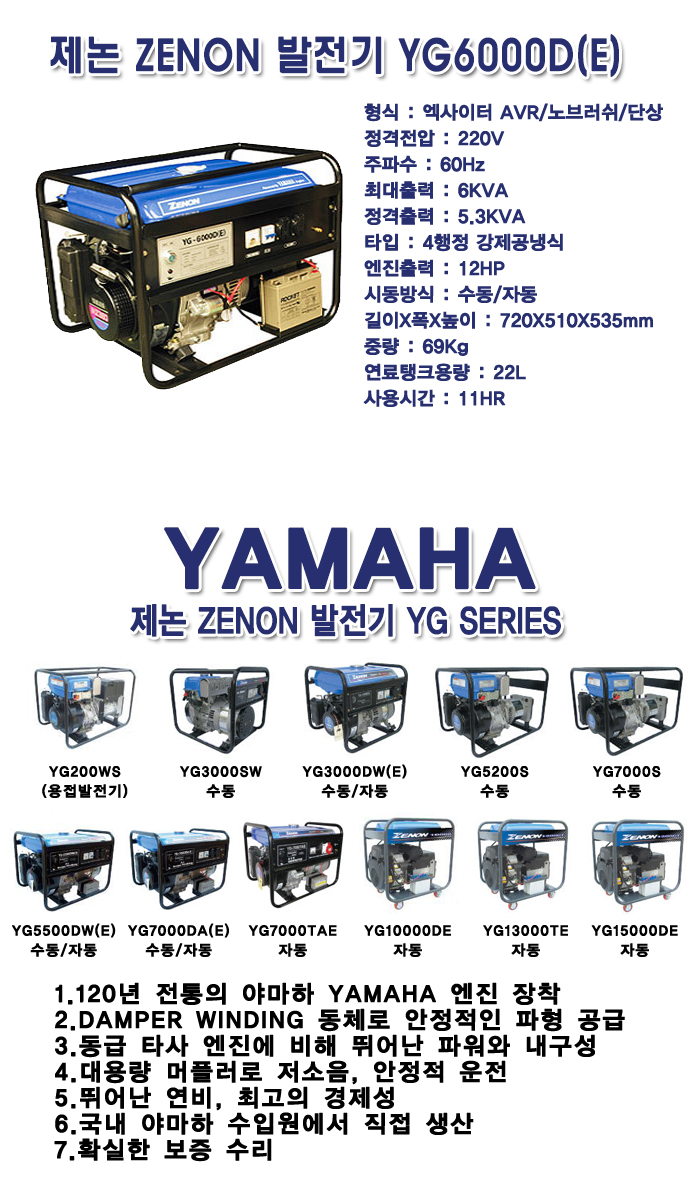 제논 ZENON 발전기 YG6000D(E)
형식 : 엑사이터 AVR/노브러쉬/단상
정격전압 : 220V
주파수 : 60Hz
최대출력 : 6KVA
정격출력 : 5.3KVA
타입 : 4행정 강제공냉식
엔진출력 : 12HP
시동방식 : 수동/자동
길이X폭X높이 : 720X510X535mm
중량 : 69Kg
연료탱크용량 : 22L
사용시간 : 11HR
ZENON
YAMAHA
YG-6000D(E)
ROCKET
YAMAHA
제논 ZENON 발전기 YG SERIES
YG200WS YG3000SW YG3000DW(E) YG5200S YG7000S
(용접발전기) 수동 수동/자동 수동 수동
YG5500DW(E) YG7000DA(E) YG7000TAE YG10000DE YG13000TE YG15000DE
수동/자동 수동/자동 자동 자동 자동 자동
1.120년 전통의 야마하 YAMAHA 엔진 장착
2.DAMPER WINDING 동체로 안정적인 파형 공급
3.동급 타사 엔진에 비해 뛰어난 파워와 내구성
4.대용량 머플러로 저소음, 안정적 운전
5.뛰어난 연비, 최고의 경제성
6.국내 야마하 수입원에서 직접 생산
7.확실한 보증 수리